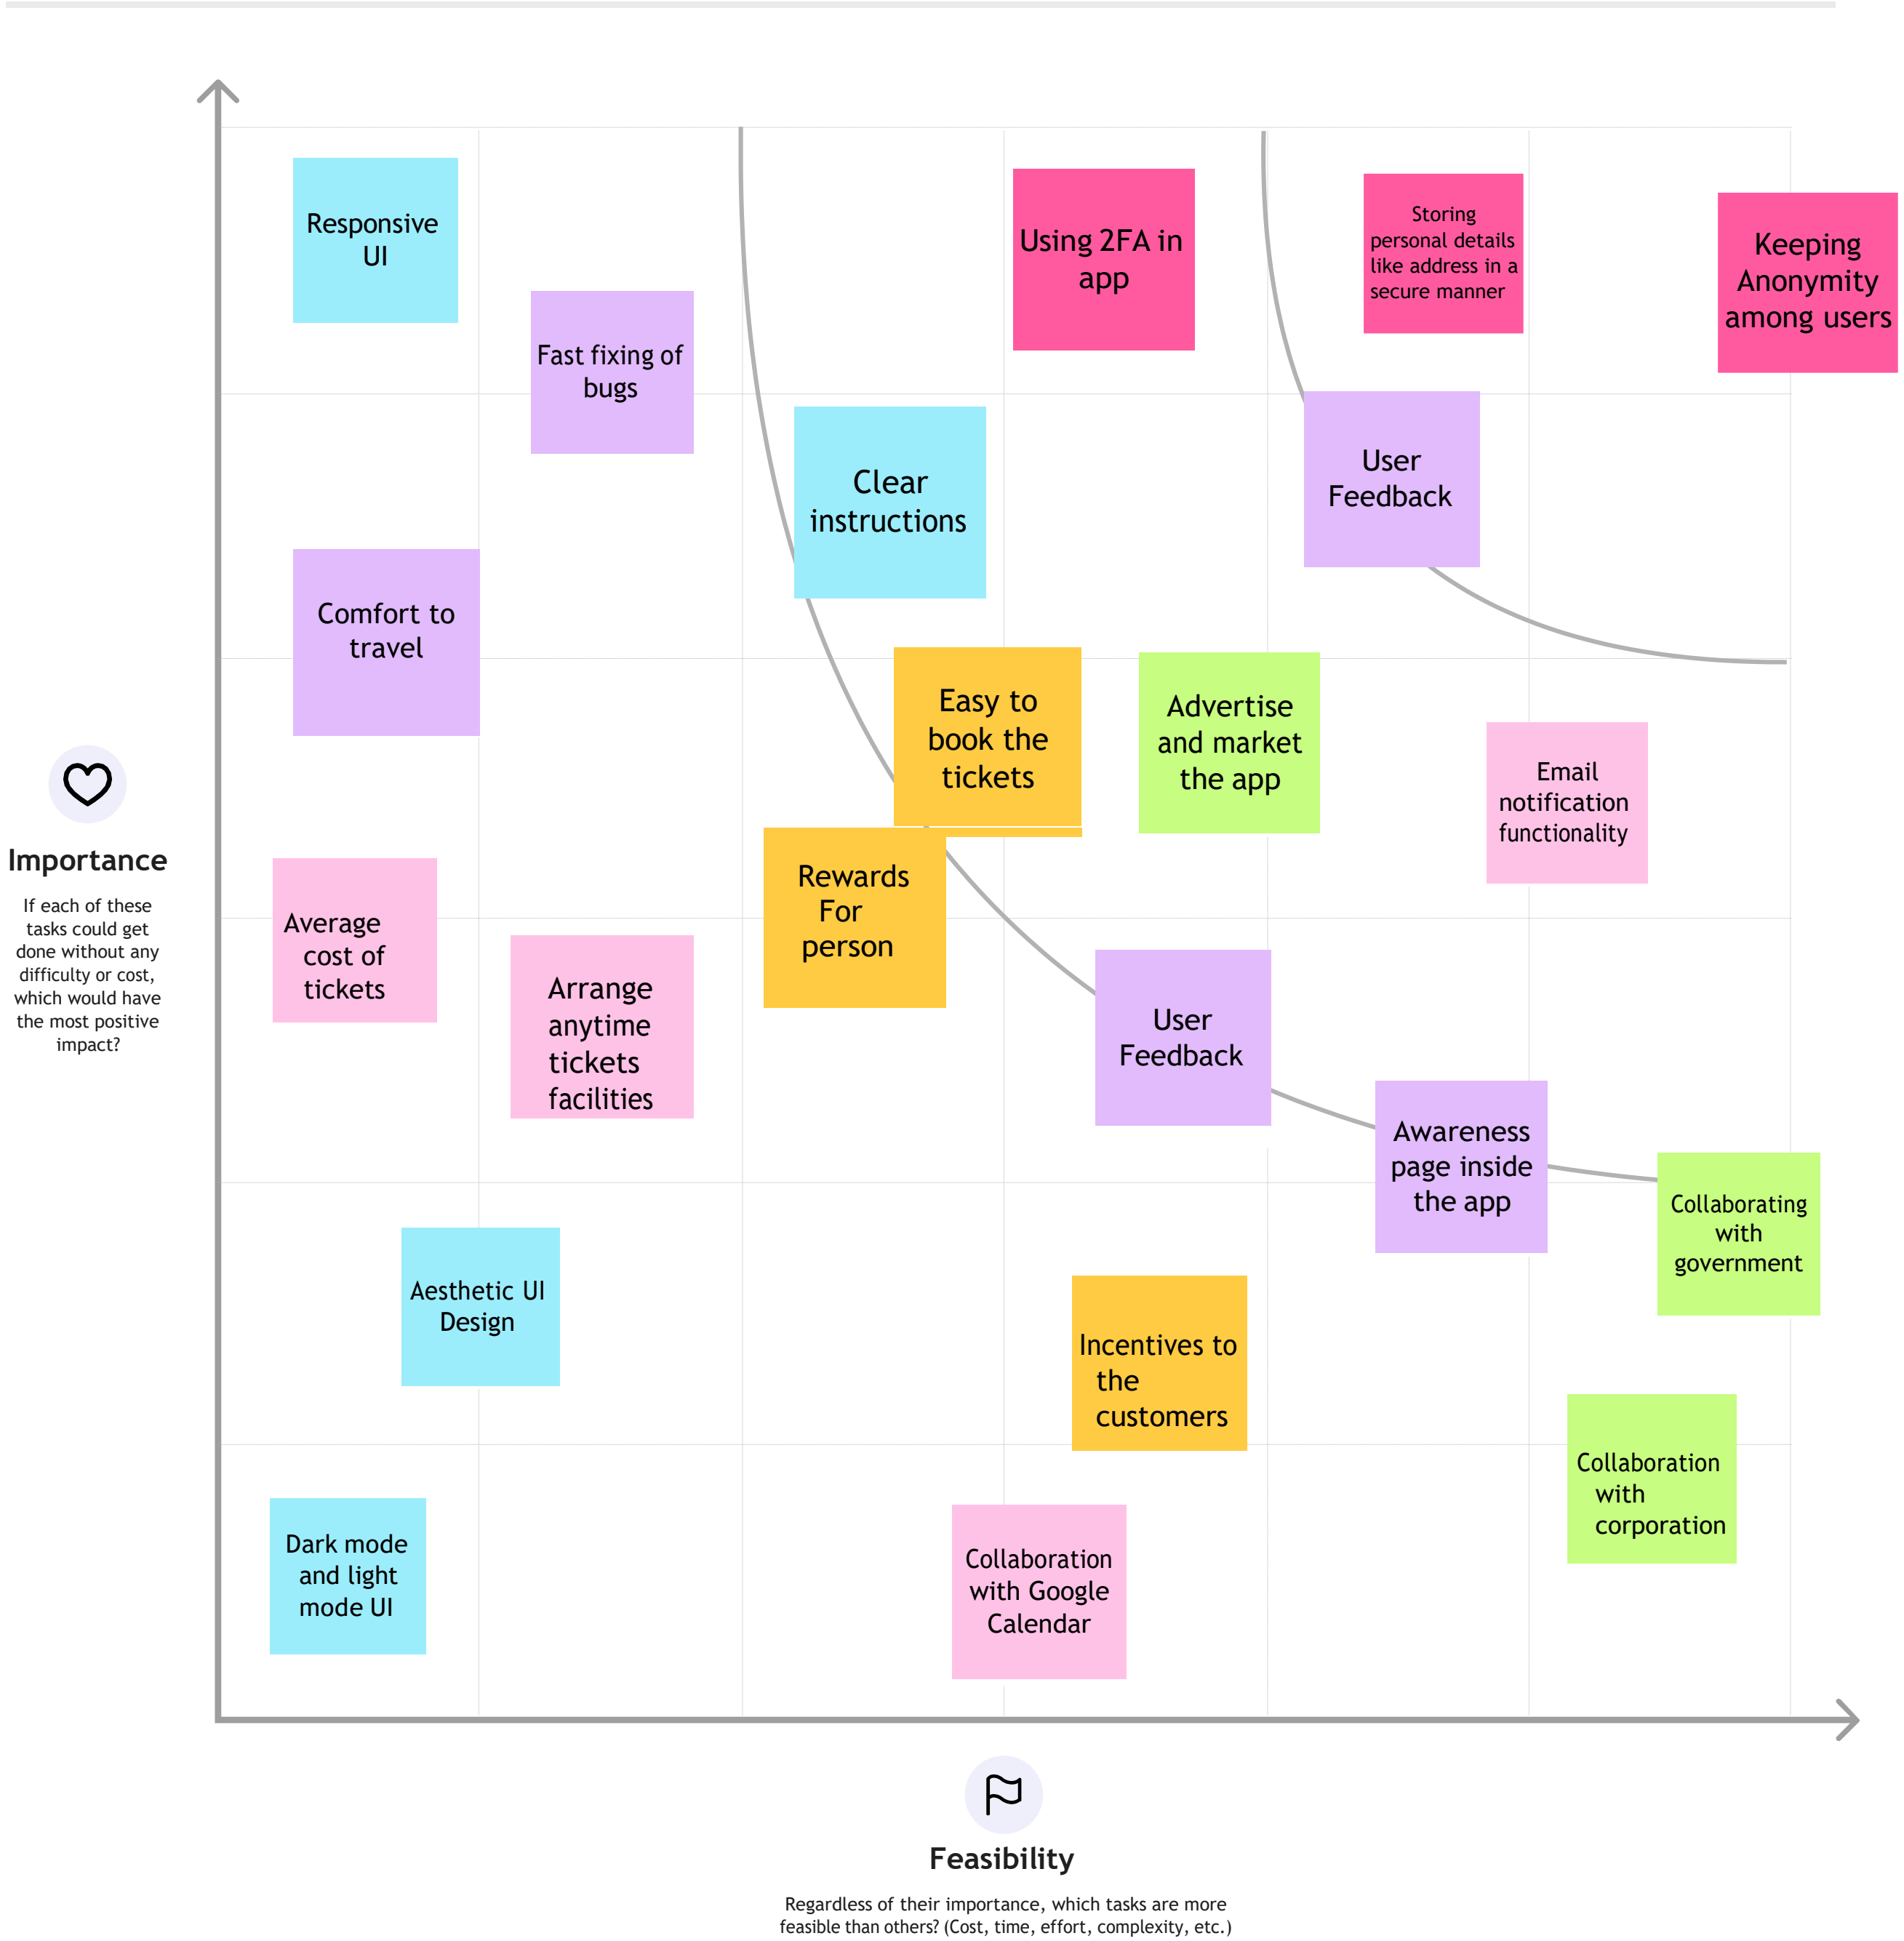 Responsive
UI
Using 2FA in
app
Storing
personal details
like address in a
secure manner
Keeping
Anonymity
among users
Fast fixing of
bugs
Clear
instructions
User
Feedback
Comfort to
travel
Easy to
book the
tickets
Advertise
and market
the app
Email
notification
functionality
Importance
If each of these
tasks could get
done without any
difficulty or cost,
which would have
the most positive
impact?
Average
cost of
tickets
Arrange
anytime
tickets
facilities
Rewards
For
person
User
Feedback
Awareness
page inside
the app
Collaborating
with
government
Aesthetic UI
Design
Incentives to
the
customers
Collaboration
with
corporation
Dark mode
and light
mode UI
Collaboration
with Google
Calendar
Feasibility
Regardless of their importance, which tasks are more
feasible than others? (Cost, time, effort, complexity, etc.)